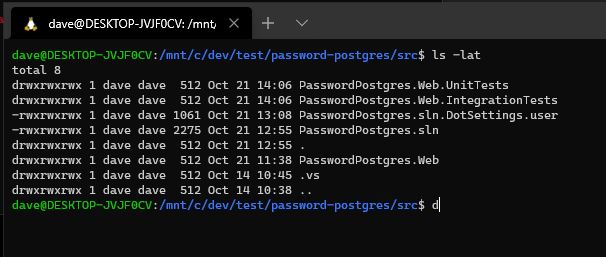 dave@DESKTOP-JVJF0CV: /mnt/c
dave@DESKTOP-JVJF0CV:/mnt/c/dev/test/password-postgres/src$ ls -lat
total 8
drwxrwxrwx 1 dave dave  512 Oct 21 14:06 PasswordPostgres.Web.UnitTests
drwxrwxrwx 1 dave dave  512 Oct 21 14:06 PasswordPostgres.Web.IntegrationTests
-rwxrwxrwx 1 dave dave 1061 Oct 21 13:08 PasswordPostgres.sln.DotSettings.user
-rwxrwxrwx 1 dave dave 2275 Oct 21 12:55 PasswordPostgres.sln
drwxrwxrwx 1 dave dave  512 Oct 21 12:55 .
drwxrwxrwx 1 dave dave  512 Oct 21 11:38 PasswordPostgres.Web
drwxrwxrwx 1 dave dave  512 Oct 14 10:45 .vs
drwxrwxrwx 1 dave dave  512 Oct 14 10:38 ..
dave@DESKTOP-JVJF0CV:/mnt/c/dev/test/password-postgres/src$ d